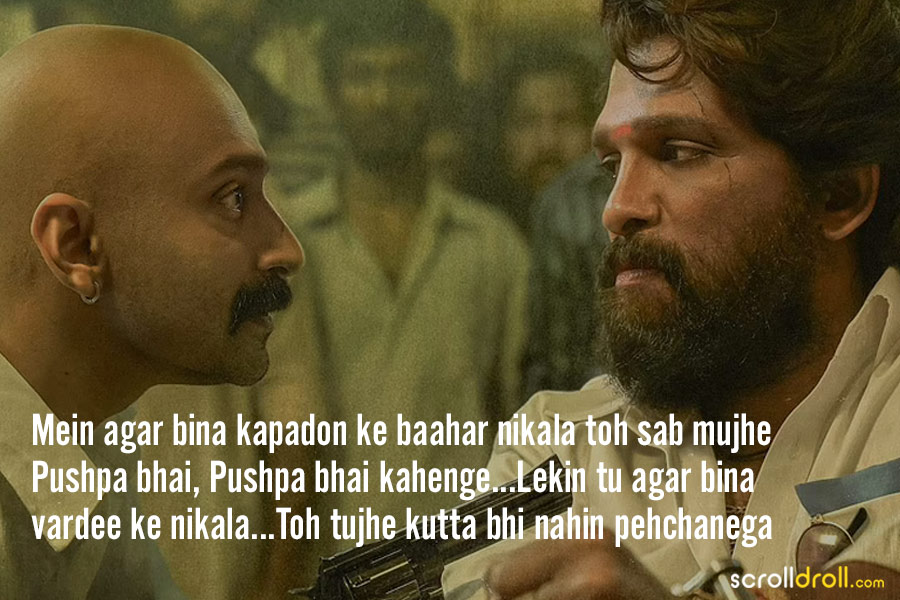 Mein agar bina kapadon ke baahar nikala toh sab mujhe
Pushpa bhai, Pushpa bhai kahenge...Lekin tu agar bina
vardee ke nikala...Toh tujhe kutta bhi nahin pehchanega
scrolldroll.com